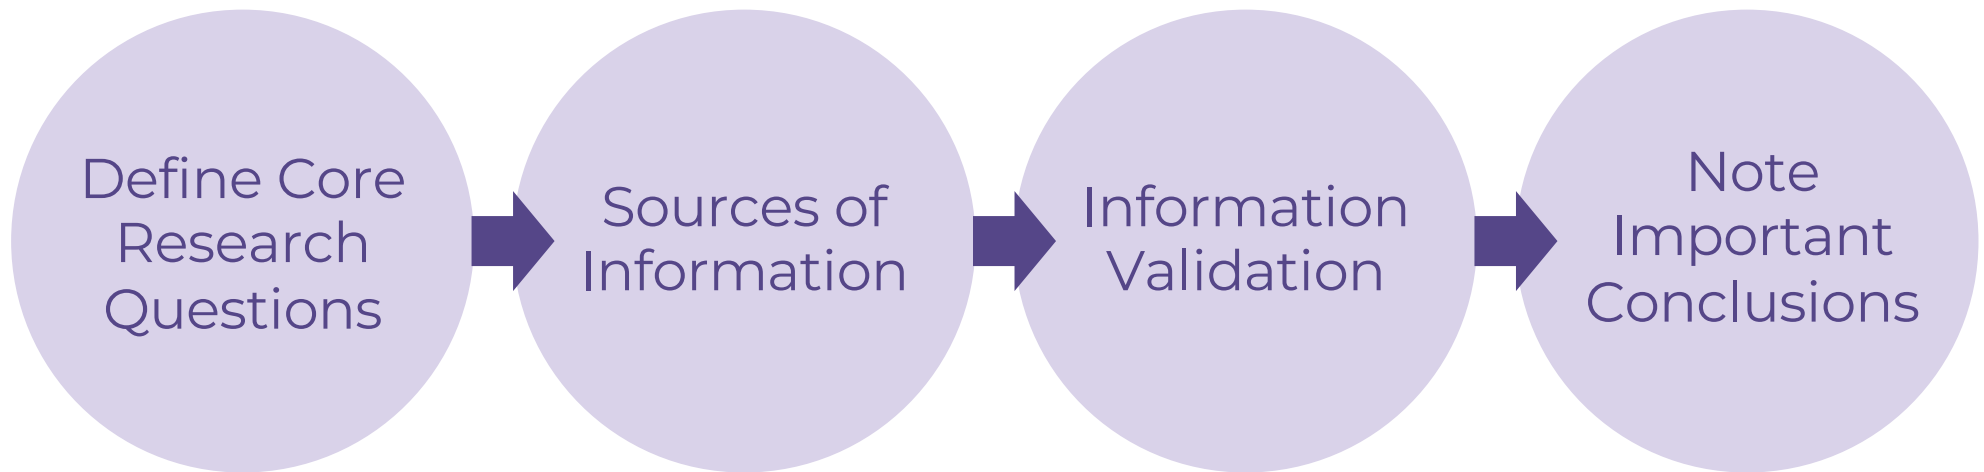 Define Core
Research
Questions
Sources of
Information
Information
Validation
Note
Important
Conclusions